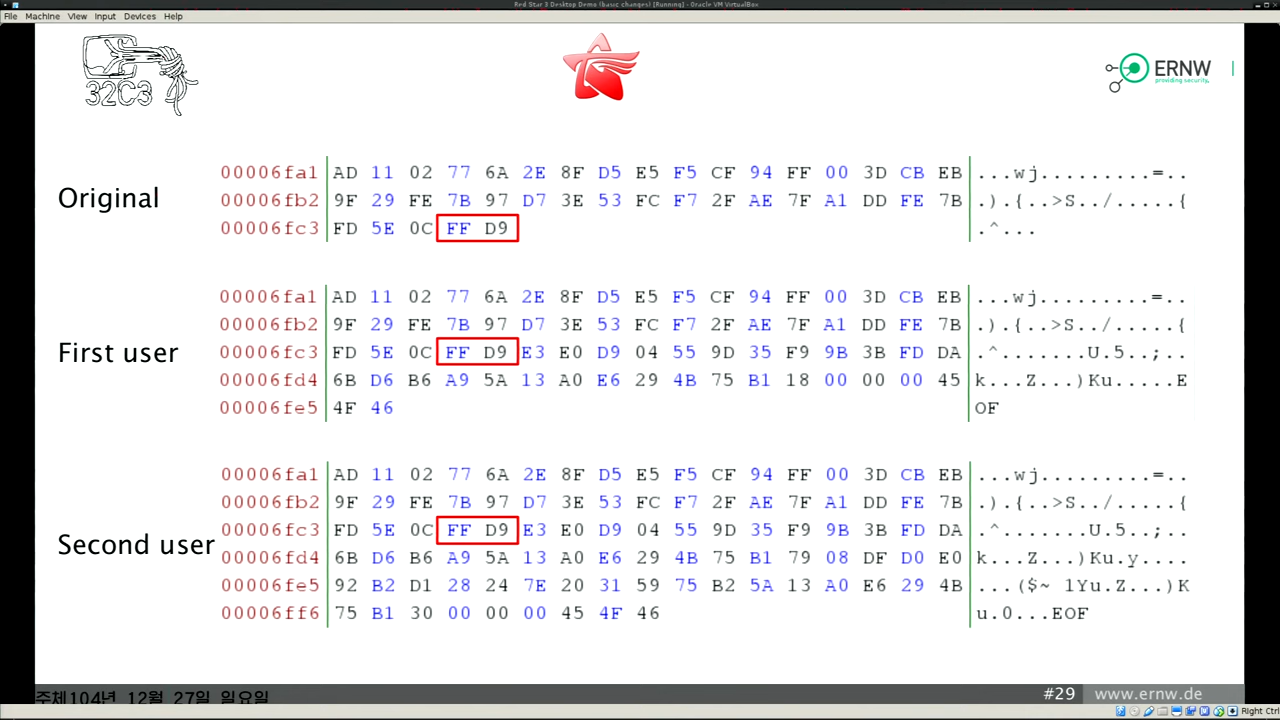 Red Star 3 Desktop Demo (basic changes) [Running] - Oracle VM VirtualBox
File Machine View Input Devices Help
32C3
ERNW
providing security.
Original
00006fa1 AD 11 02 77 6A 2E 8F D5 E5 F5 CF 94 FF 00 3D CB EB ...wj.........=..
00006fb2 9F 29 FE 7B 97 D7 3E 53 FC F7 2F AE 7F A1 DD FE 7B .).{..>S../.....{
00006fc3 FD 5E 0C FF D9 .^...
First user
00006fa1 AD 11 02 77 6A 2E 8F D5 E5 F5 CF 94 FF 00 3D CB EB ...wj.........=..
00006fb2 9F 29 FE 7B 97 D7 3E 53 FC F7 2F AE 7F A1 DD FE 7B .).{..>S../.....{
00006fc3 FD 5E 0C FF D9 E3 E0 D9 04 55 9D 35 F9 9B 3B FD DA .^.......U.5..;..
00006fd4 6B D6 B6 A9 5A 13 A0 E6 29 4B 75 B1 18 00 00 00 45 k...Z...)Ku.....E
00006fe5 4F 46 OF
Second user
00006fa1 AD 11 02 77 6A 2E 8F D5 E5 F5 CF 94 FF 00 3D CB EB ...wj.........=..
00006fb2 9F 29 FE 7B 97 D7 3E 53 FC F7 2F AE 7F A1 DD FE 7B .).{..>S../.....{
00006fc3 FD 5E 0C FF D9 E3 E0 D9 04 55 9D 35 F9 9B 3B FD DA .^.......U.5..;..
00006fd4 6B D6 B6 A9 5A 13 A0 E6 29 4B 75 B1 79 08 DF D0 E0 k...Z...)Ku.y....
00006fe5 92 B2 D1 28 24 7E 20 31 59 75 B2 5A 13 A0 E6 29 4B ...($~ 1Yu.Z...)K
00006ff6 75 B1 30 00 00 00 45 4F 46 u.0...EOF
주체104년 12월 27일 일요일
#29 www.ernw.de
Right Ctrl